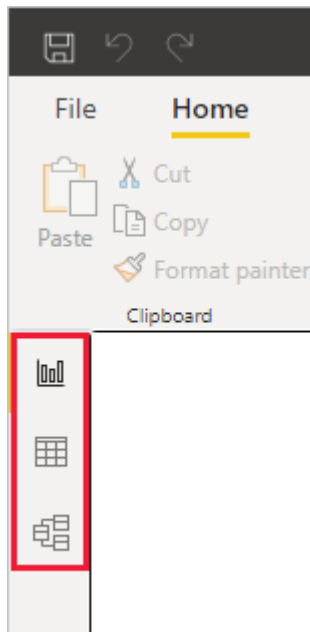 File Home
Paste
Cut
Copy
Format painter
Clipboard